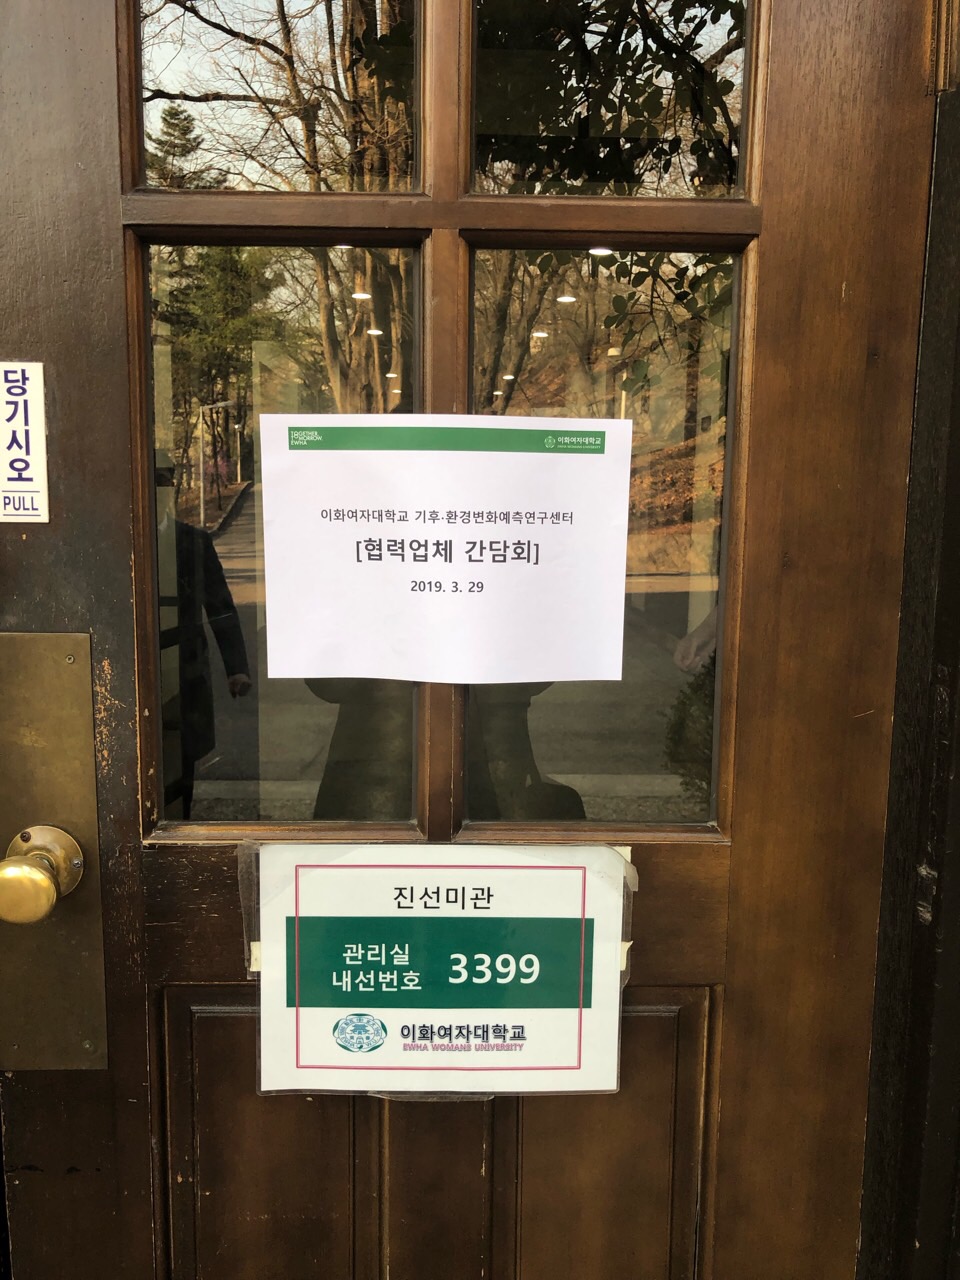 당기시오
PULL
TOGETHER
TOMORROW
EWHA
이화여자대학교
EWHA WOMANS UNIVERSITY
이화여자대학교 기후·환경변화예측연구센터
[협력업체 간담회]
2019. 3. 29
진선미관
관리실
내선번호
3399
이화여자대학교
EWHA WOMANS UNIVERSITY